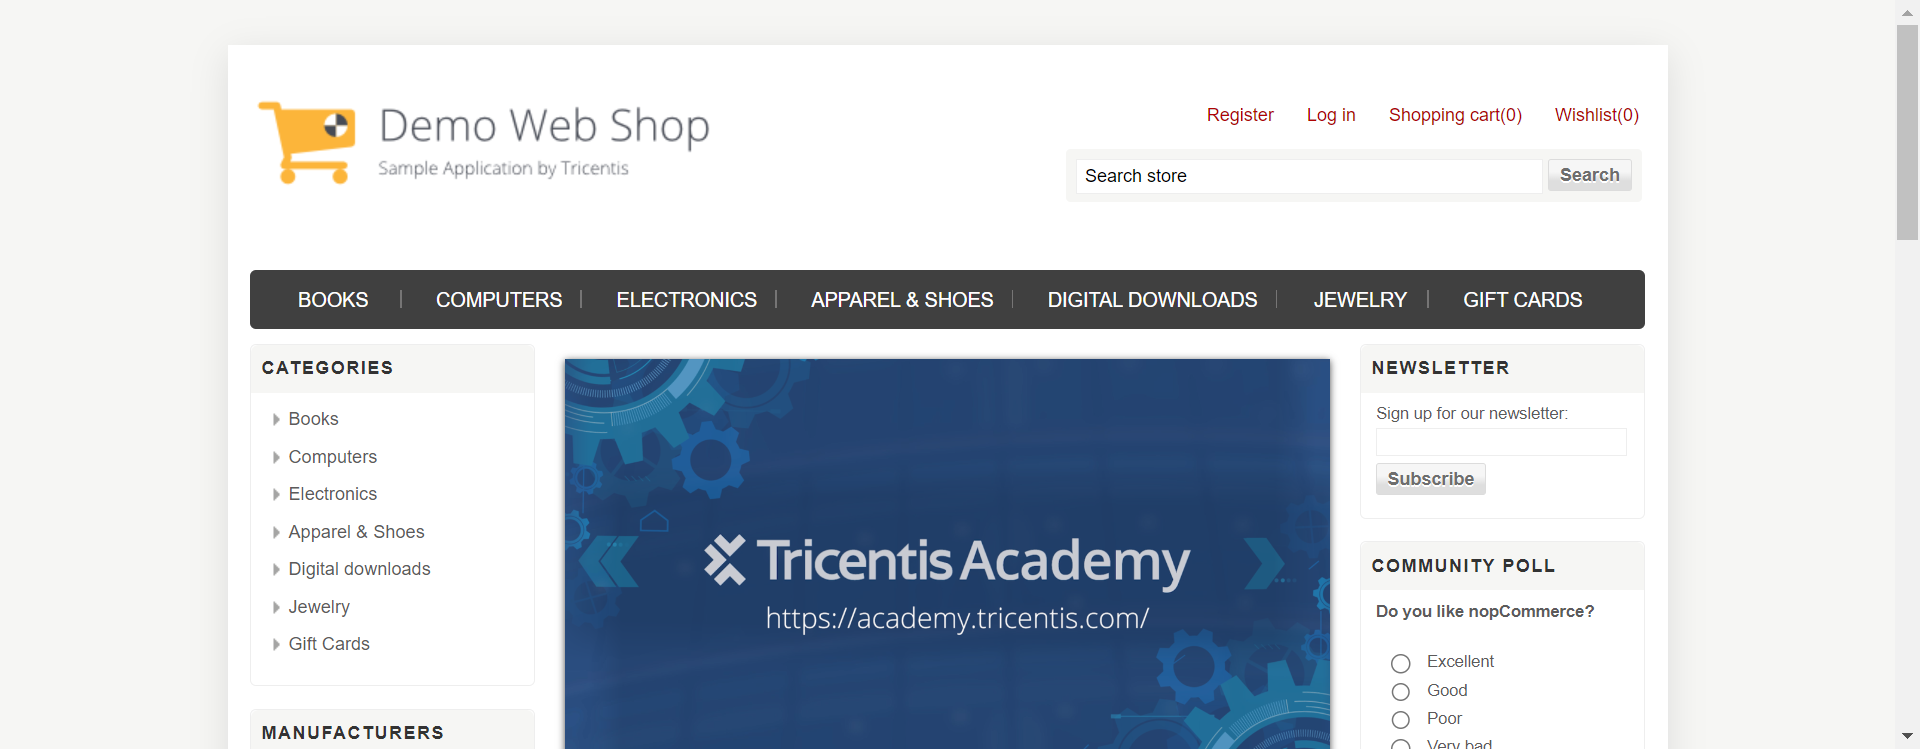 Demo Web Shop
Sample Application by Tricentis
Register Log in Shopping cart(0) Wishlist(0)
Search store Search
BOOKS COMPUTERS ELECTRONICS APPAREL & SHOES DIGITAL DOWNLOADS JEWELRY GIFT CARDS
CATEGORIES
Books
Computers
Electronics
Apparel & Shoes
Digital downloads
Jewelry
Gift Cards
MANUFACTURERS
Tricentis Academy
https://academy.tricentis.com/
NEWSLETTER
Sign up for our newsletter:
Subscribe
COMMUNITY POLL
Do you like nopCommerce?
Excellent
Good
Poor
Very bad